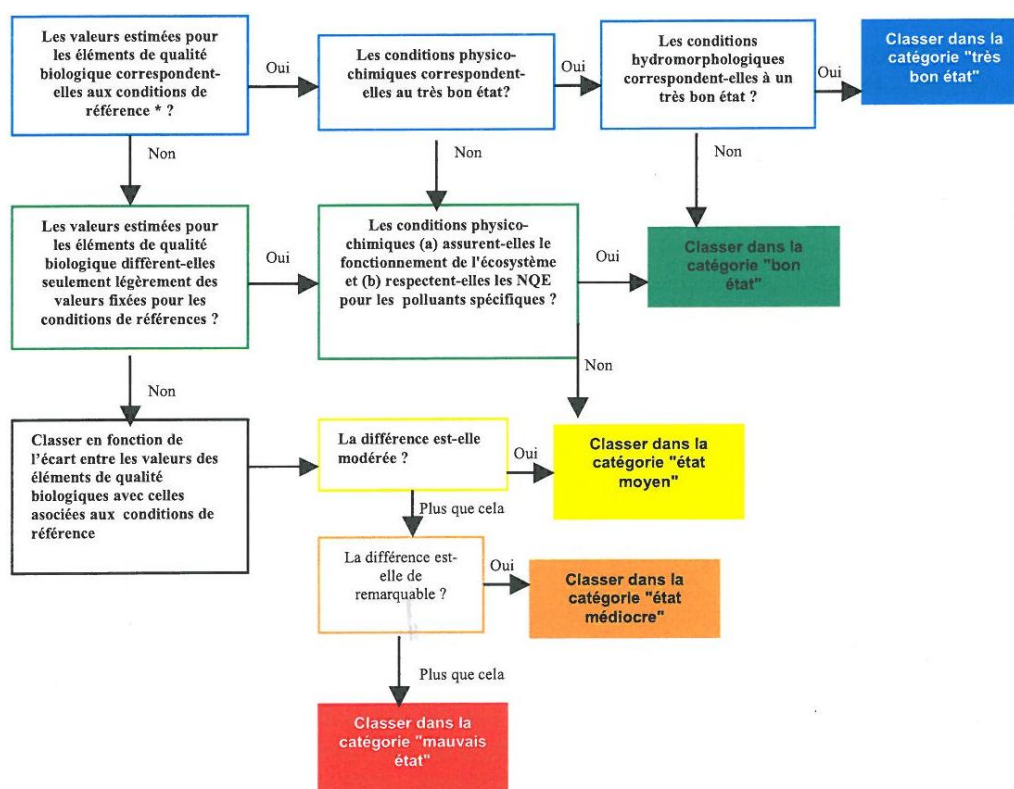 Les valeurs estimées pour
les éléments de qualité
biologique correspondent-
elles aux conditions de
référence * ?
Oui
Les conditions physico-
chimiques correspondent-
elles au très bon état?
Oui
Les conditions
hydromorphologiques
correspondent-elles à un
très bon état ?
Oui
Classer dans la
catégorie "très
bon état"
Non
Non
Non
Les valeurs estimées pour
les éléments de qualité
biologique diffèrent-elles
seulement légèrement des
valeurs fixées pour les
conditions de références ?
Oui
Les conditions physico-
chimiques (a) assurent-elles le
fonctionnement de l'écosystème
et (b) respectent-elles les NQE
pour les polluants spécifiques ?
Oui
Classer dans la
catégorie "bon
état"
Non
Non
Classer en fonction de
l'écart entre les valeurs des
éléments de qualité
biologiques avec celles
asociées aux conditions de
référence
La différence est-elle
modérée ?
Oui
Classer dans la
catégorie "état
moyen"
Plus que cela
La différence est-
elle de
remarquable ?
Oui
Classer dans la
catégorie "état
médiocre"
Plus que cela
Classer dans la
catégorie "mauvais
état"